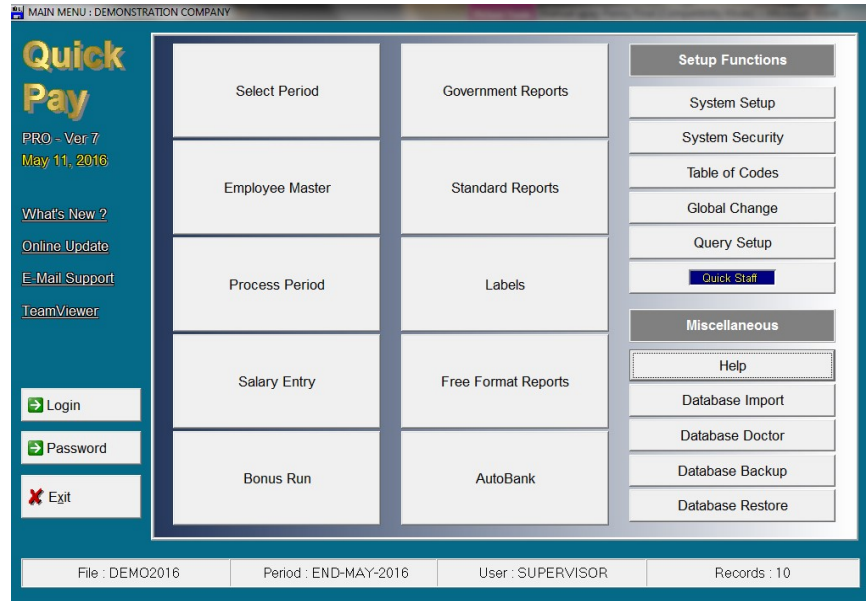 MAIN MENU : DEMONSTRATION COMPANY
Quick
Pay
PRO - Ver 7
May 11, 2016
What's New ?
Online Update
E-Mail Support
TeamViewer
Login
Password
Exit
Select Period
Employee Master
Process Period
Salary Entry
Bonus Run
Government Reports
Standard Reports
Labels
Free Format Reports
AutoBank
Setup Functions
System Setup
System Security
Table of Codes
Global Change
Query Setup
Quick Staff
Miscellaneous
Help
Database Import
Database Doctor
Database Backup
Database Restore
File : DEMO2016
Period : END-MAY-2016
User : SUPERVISOR
Records : 10